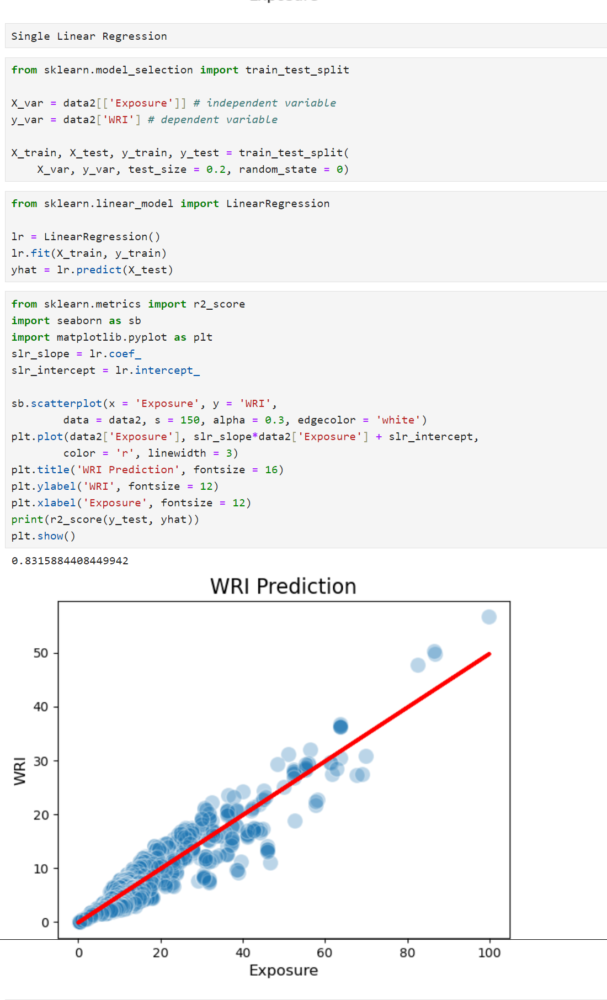 Exposure
Single Linear Regression
from sklearn.model_selection import train_test_split
X_var = data2[['Exposure']] # independent variable
y_var = data2['WRI'] # dependent variable
X_train, X_test, y_train, y_test = train_test_split(
    X_var, y_var, test_size = 0.2, random_state = 0)
from sklearn.linear_model import LinearRegression
lr = LinearRegression()
lr.fit(X_train, y_train)
yhat = lr.predict(X_test)
from sklearn.metrics import r2_score
import seaborn as sb
import matplotlib.pyplot as plt
slr_slope = lr.coef_
slr_intercept = lr.intercept_
sb.scatterplot(x = 'Exposure', y = 'WRI',
        data = data2, s = 150, alpha = 0.3, edgecolor = 'white')
plt.plot(data2['Exposure'], slr_slope*data2['Exposure'] + slr_intercept,
        color = 'r', linewidth = 3)
plt.title('WRI Prediction', fontsize = 16)
plt.ylabel('WRI', fontsize = 12)
plt.xlabel('Exposure', fontsize = 12)
print(r2_score(y_test, yhat))
plt.show()
0.8315884408449942
WRI Prediction
50
40
30
20
10
0
WRI
0 20 40 60 80 100
Exposure